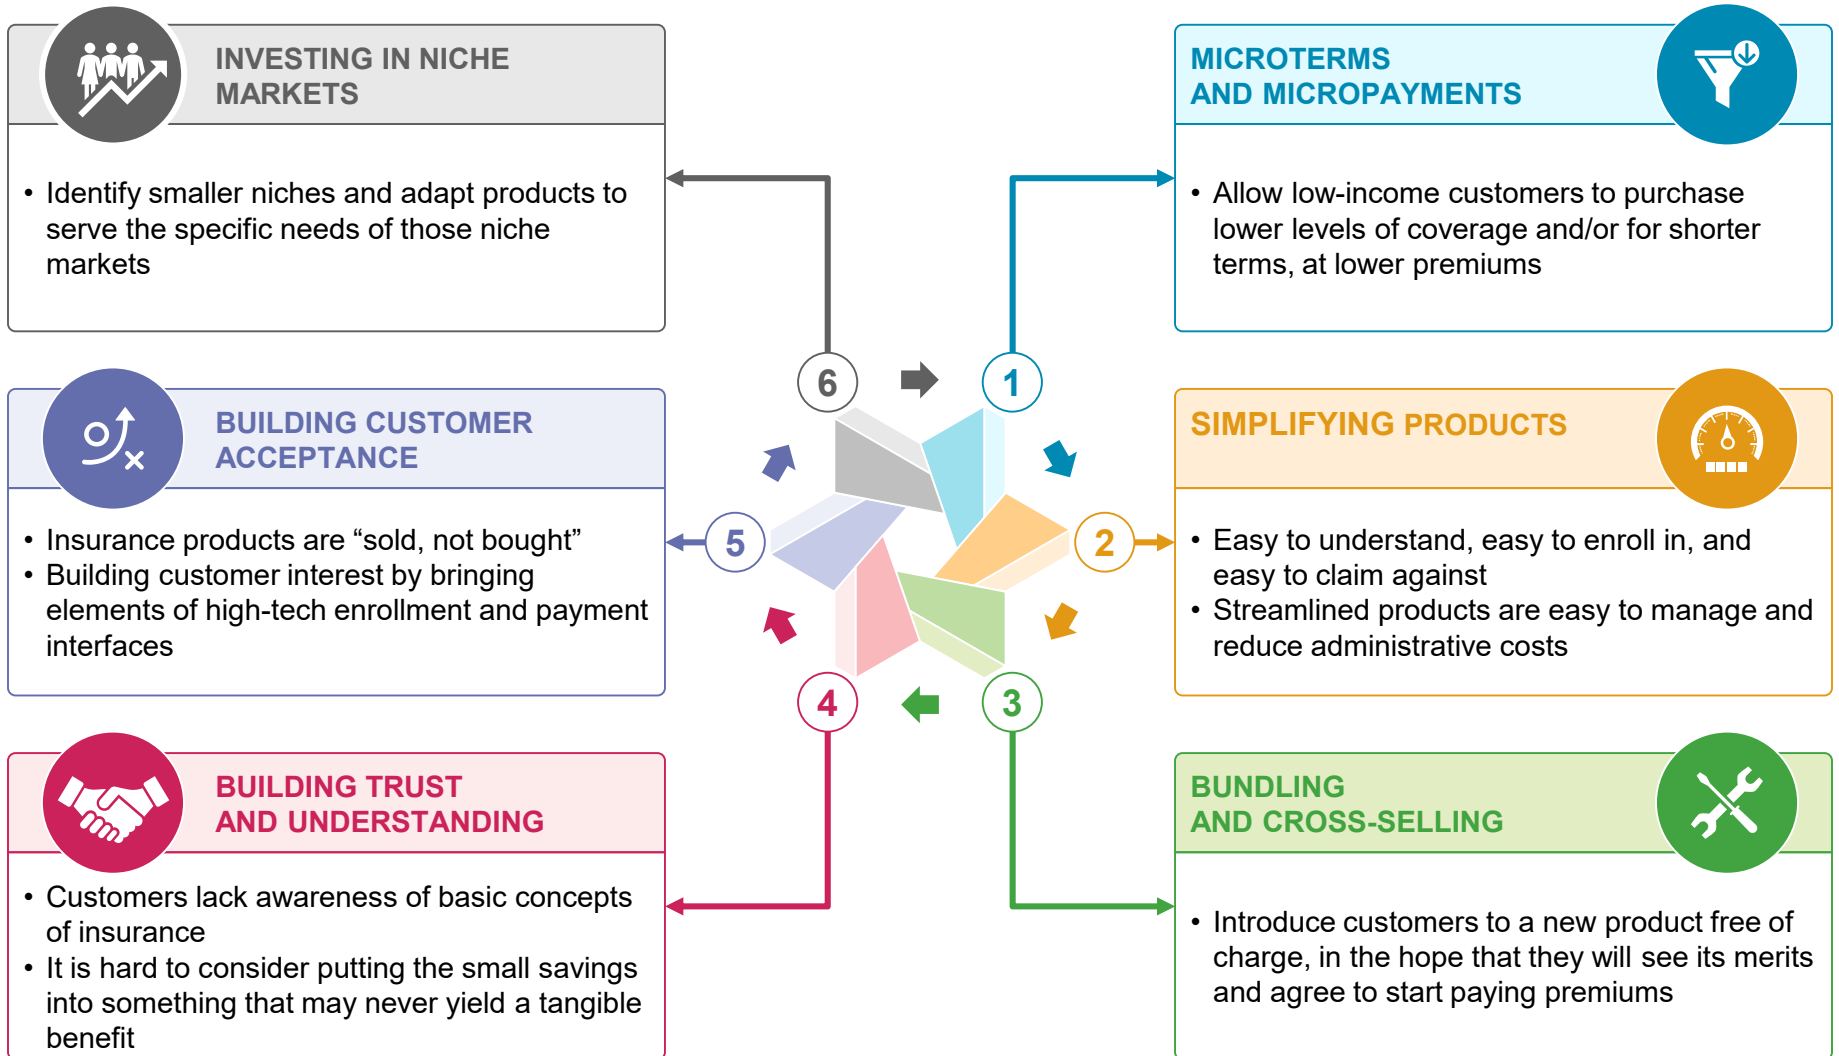 INVESTING IN NICHE
MARKETS
• Identify smaller niches and adapt products to
serve the specific needs of those niche
markets
MICROTERMS
AND MICROPAYMENTS
• Allow low-income customers to purchase
lower levels of coverage and/or for shorter
terms, at lower premiums
6
1
BUILDING CUSTOMER
ACCEPTANCE
• Insurance products are “sold, not bought”
• Building customer interest by bringing
elements of high-tech enrollment and payment
interfaces
5
2
SIMPLIFYING PRODUCTS
• Easy to understand, easy to enroll in, and
easy to claim against
• Streamlined products are easy to manage and
reduce administrative costs
4
3
BUILDING TRUST
AND UNDERSTANDING
• Customers lack awareness of basic concepts
of insurance
• It is hard to consider putting the small savings
into something that may never yield a tangible
benefit
BUNDLING
AND CROSS-SELLING
• Introduce customers to a new product free of
charge, in the hope that they will see its merits
and agree to start paying premiums